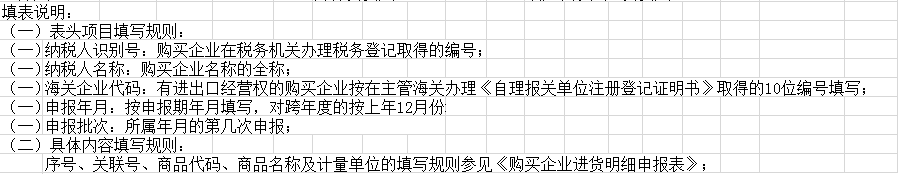 填表说明：
（一）表头项目填写规则：
（一）纳税人识别号：购买企业在税务机关办理税务登记取得的编号；
（一）纳税人名称：购买企业名称的全称；
（一）海关企业代码：有进出口经营权的购买企业按在主管海关办理《自理报关单位注册登记证明书》取得的10位编号填写；
（一）申报年月：按申报期年月填写，对跨年度的按上年12月份
（一）申报批次：所属年月的第几次申报；
（二）具体内容填写规则：
序号、关联号、商品代码、商品名称及计量单位的填写规则参见《购买企业进货明细申报表》；